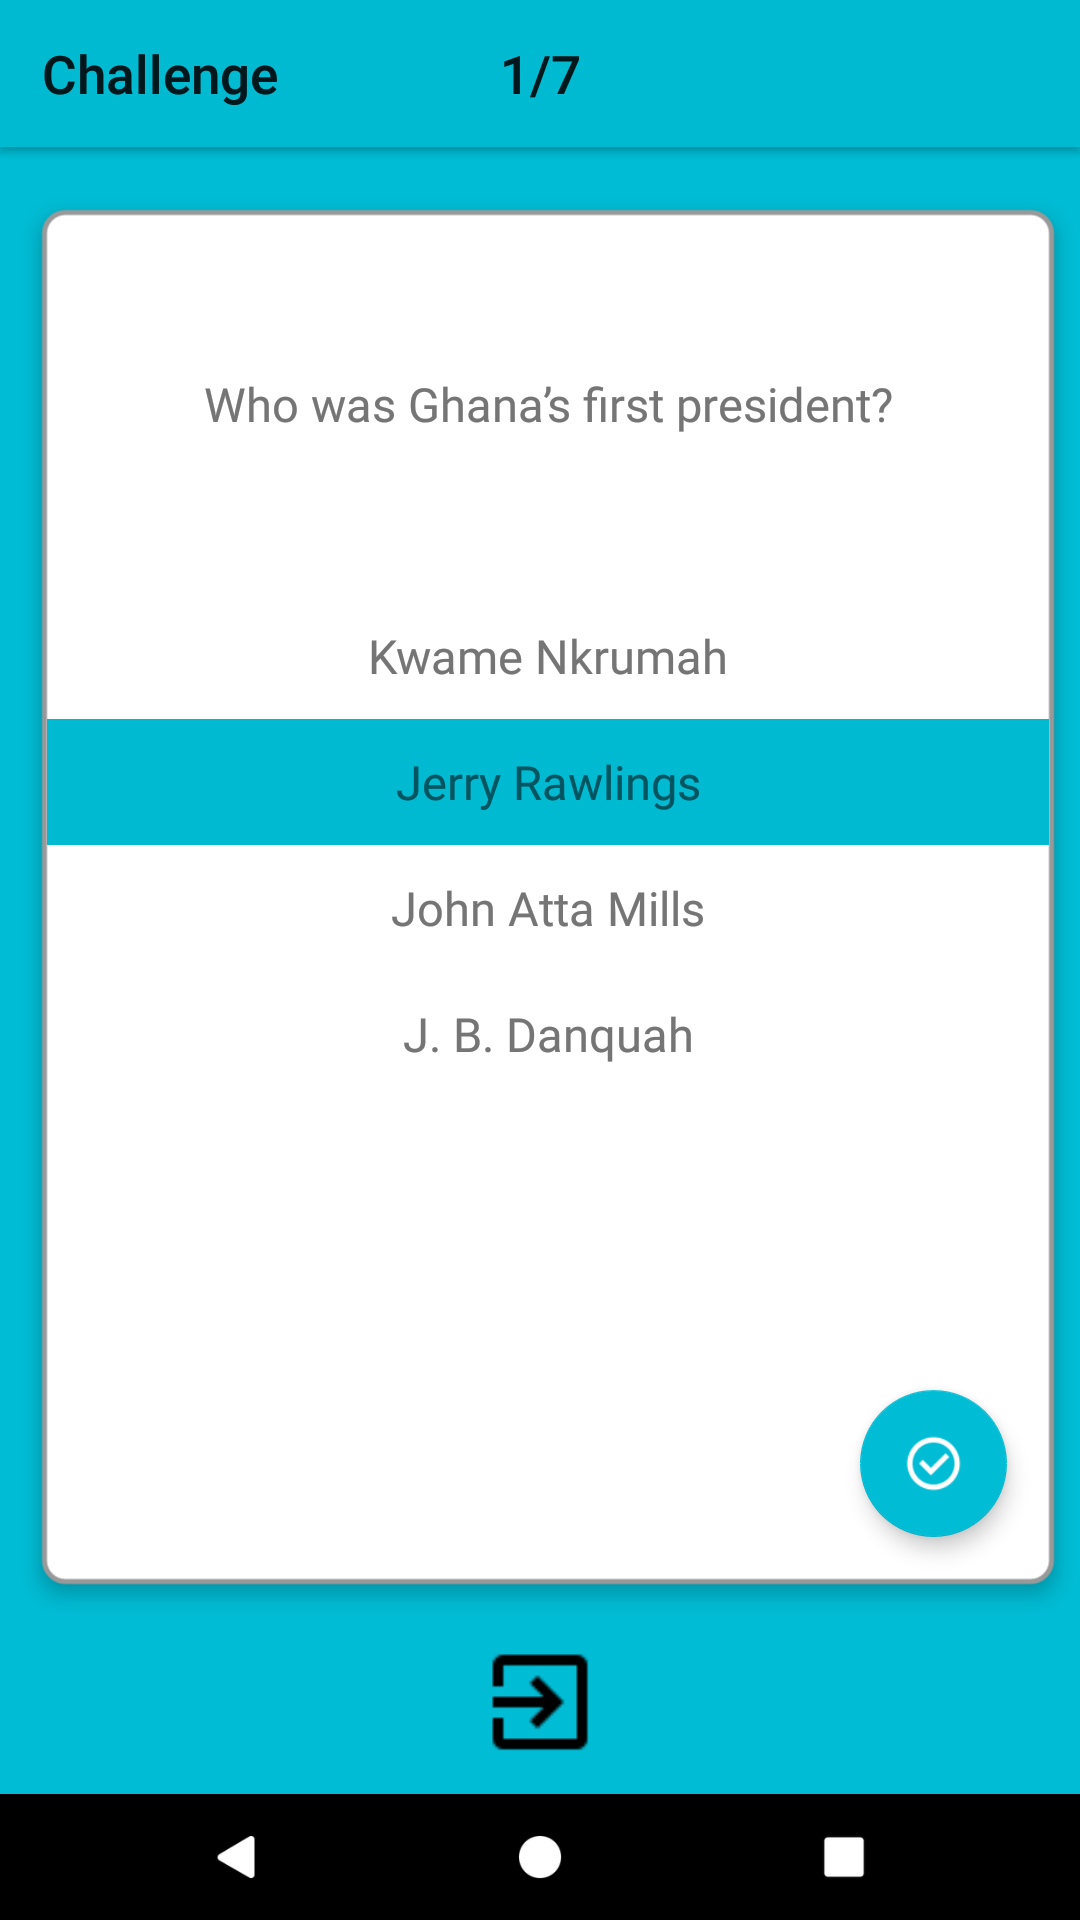 Challenge 1/7
Who was Ghana’s first president?
Kwame Nkrumah
Jerry Rawlings
John Atta Mills
J. B. Danquah